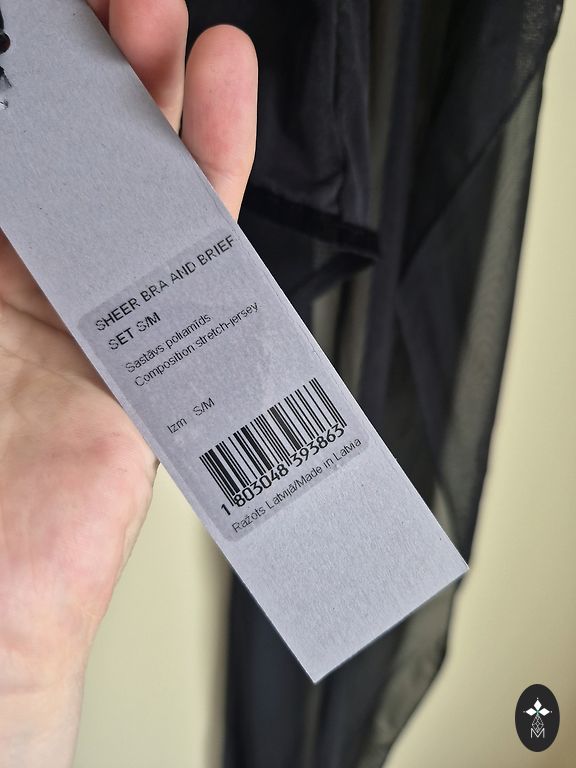 SHEER BRA AND BRIEF
SET S/M
Sastāvs poliamīds
Composition stretch-jersey
Izm S/M
1 803048 393863
Ražots Latvijā/Made in Latvia
M